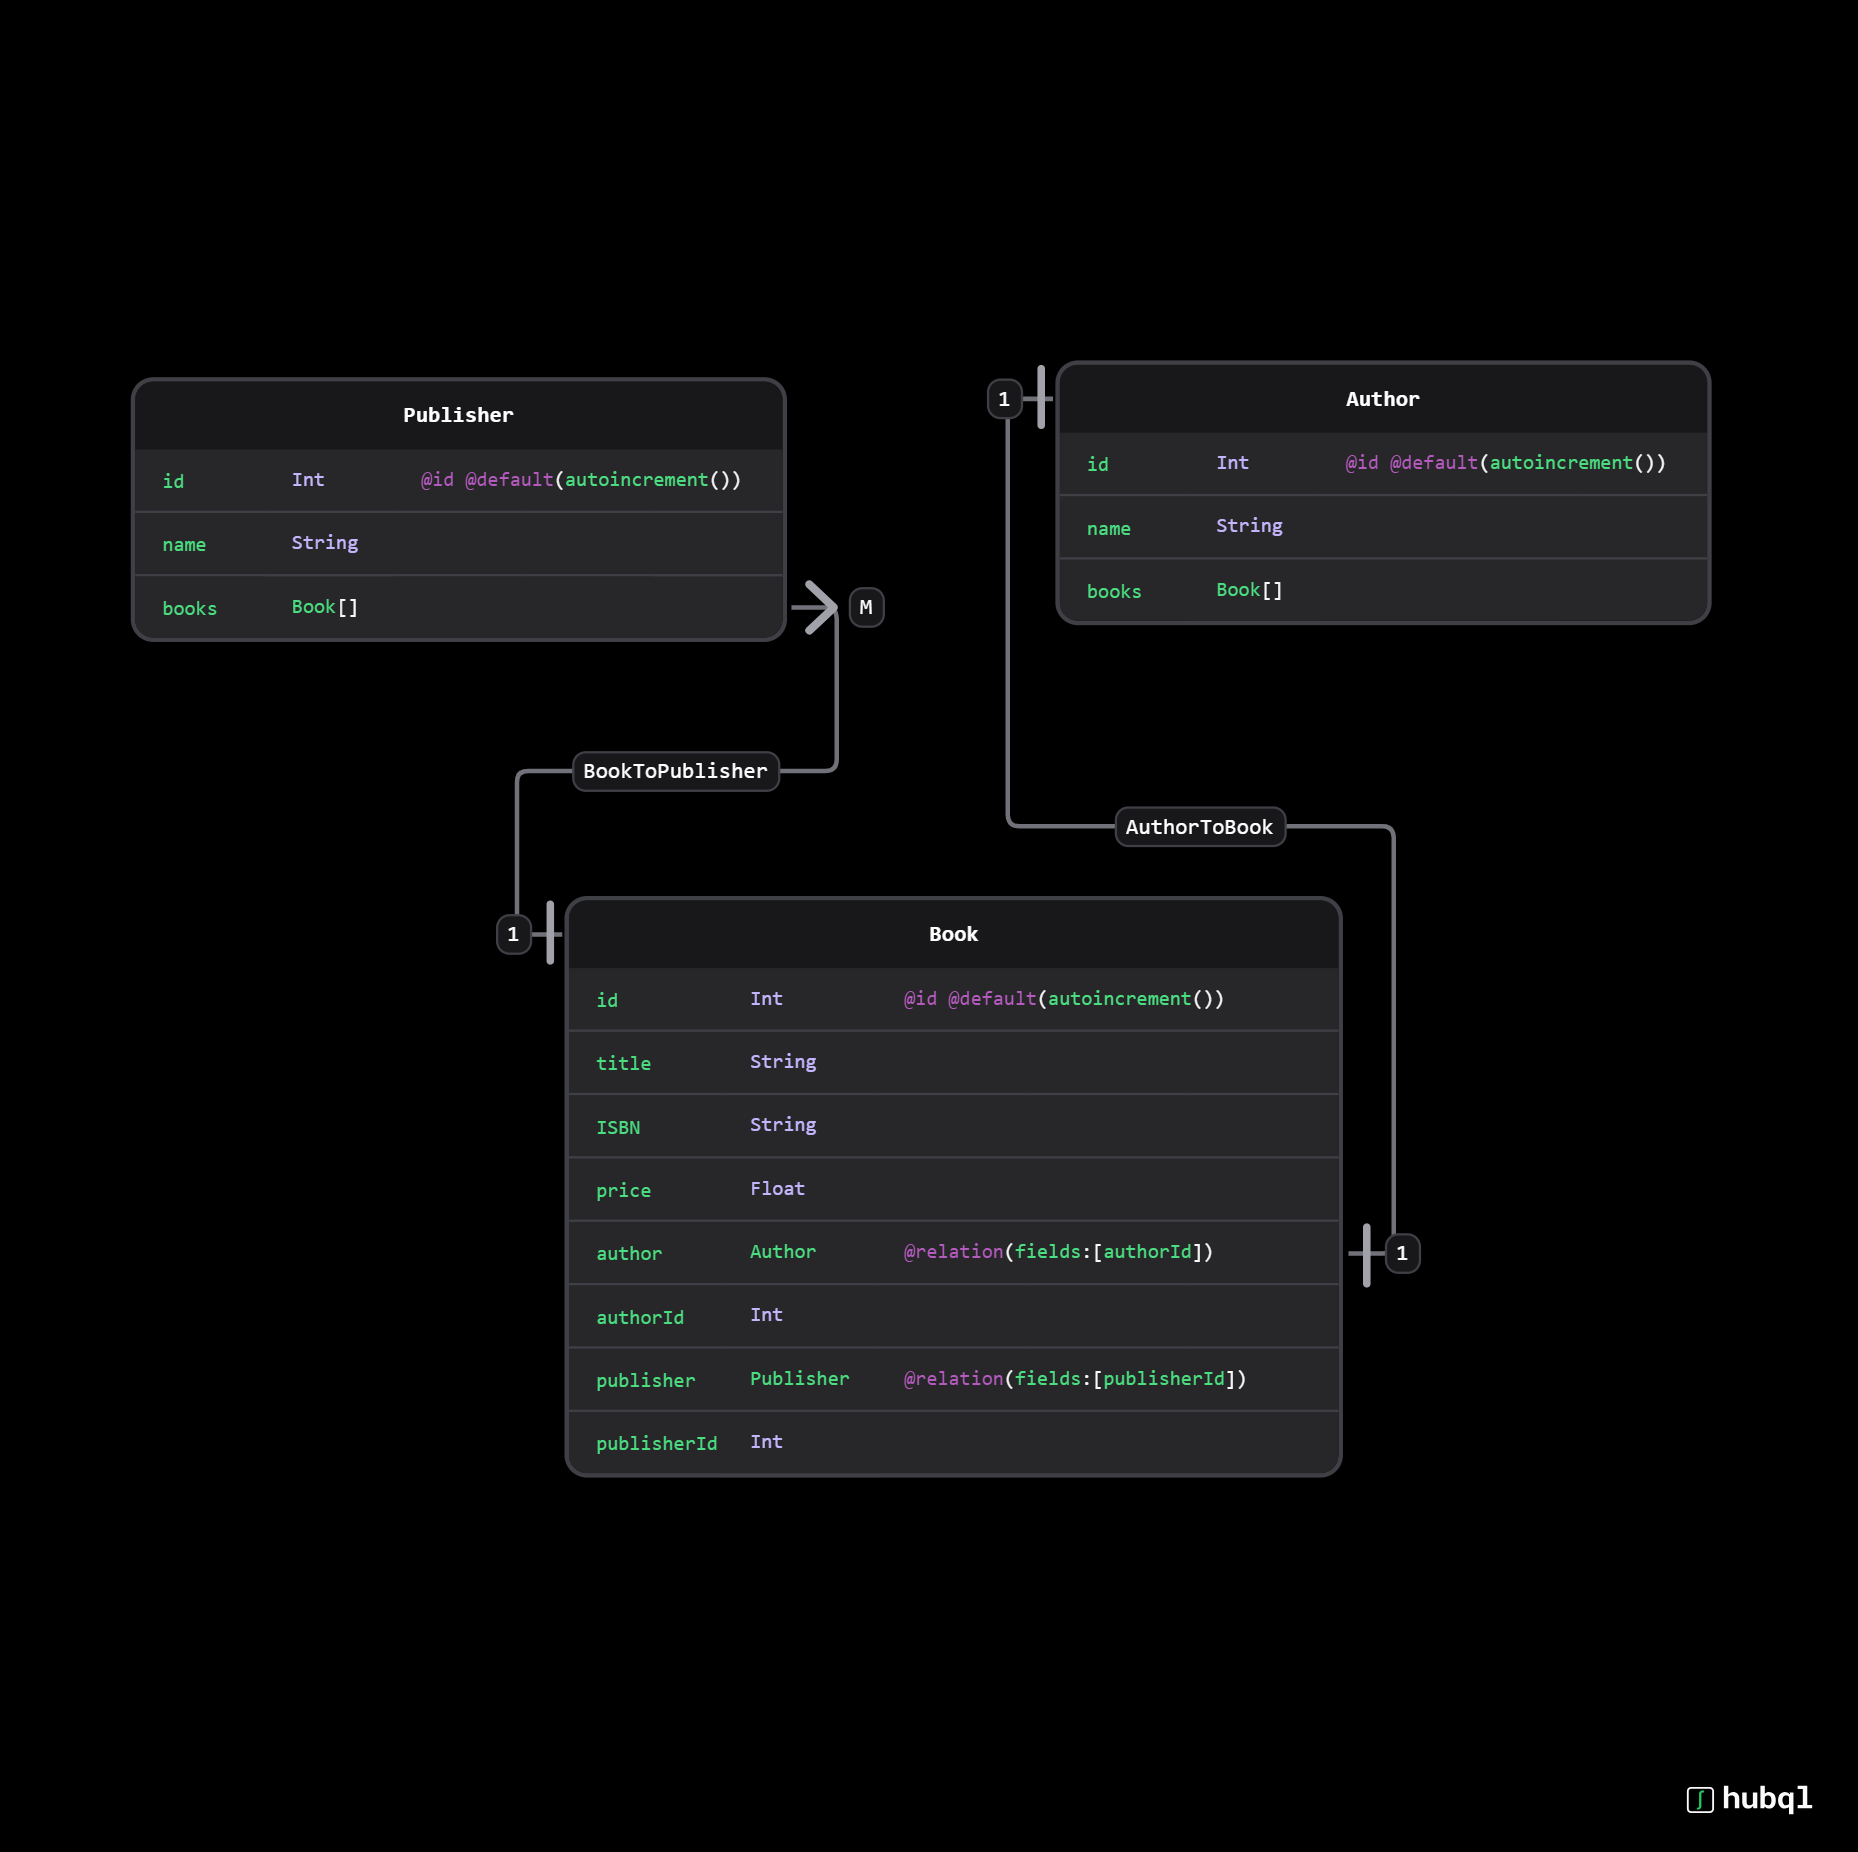 Publisher
id Int @id @default(autoincrement())
name String
books Book[]
M
1
Author
id Int @id @default(autoincrement())
name String
books Book[]
BookToPublisher
AuthorToBook
1
Book
id Int @id @default(autoincrement())
title String
ISBN String
price Float
author Author @relation(fields:[authorId])
1
authorId Int
publisher Publisher @relation(fields:[publisherId])
publisherId Int
hubql